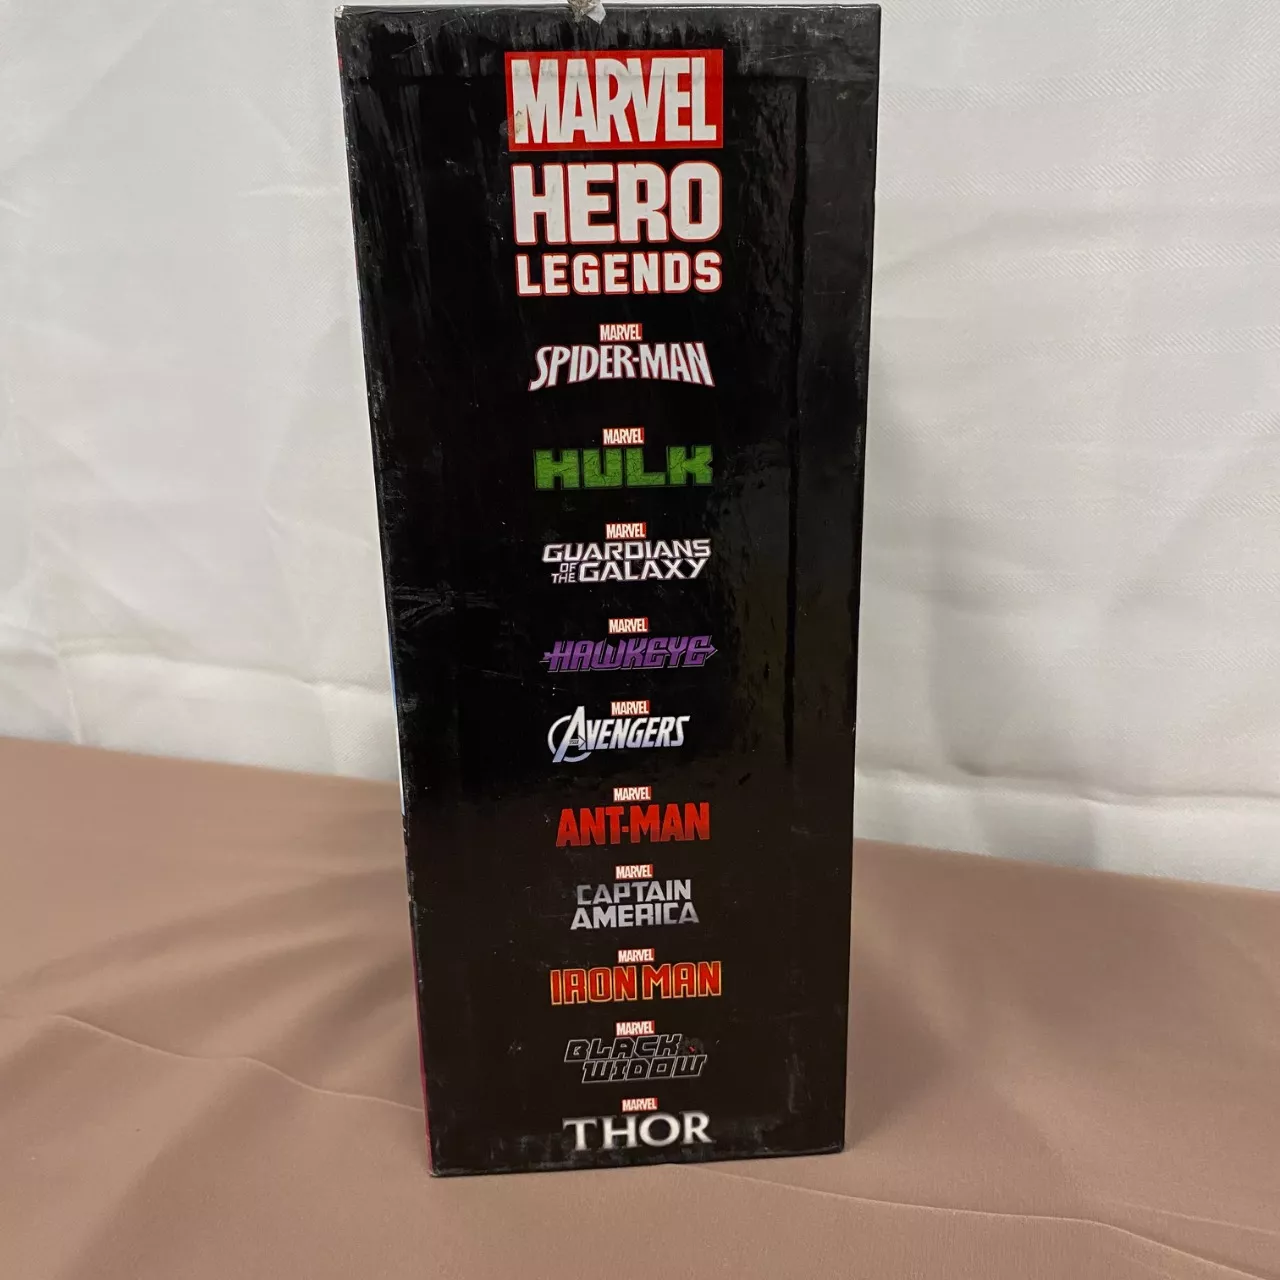 MARVEL
HERO
LEGENDS
MARVEL
SPIDER-MAN
MARVEL
HULK
MARVEL
GUARDIANS
OF THE GALAXY
MARVEL
HAWKEYE
MARVEL
AVENGERS
MARVEL
ANT-MAN
MARVEL
CAPTAIN
AMERICA
MARVEL
IRON MAN
MARVEL
BLACK
WIDOW
MARVEL
THOR